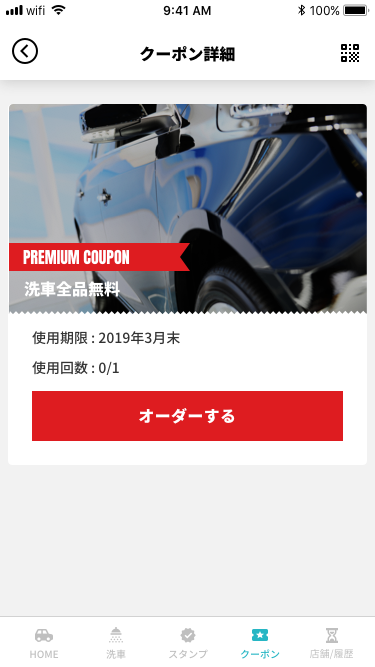 wifi 9:41 AM 100%
クーポン詳細
PREMIUM COUPON
洗車全品無料
使用期限 : 2019年3月末
使用回数 : 0/1
オーダーする
HOME 洗車 スタンプ クーポン 店舗/履歴